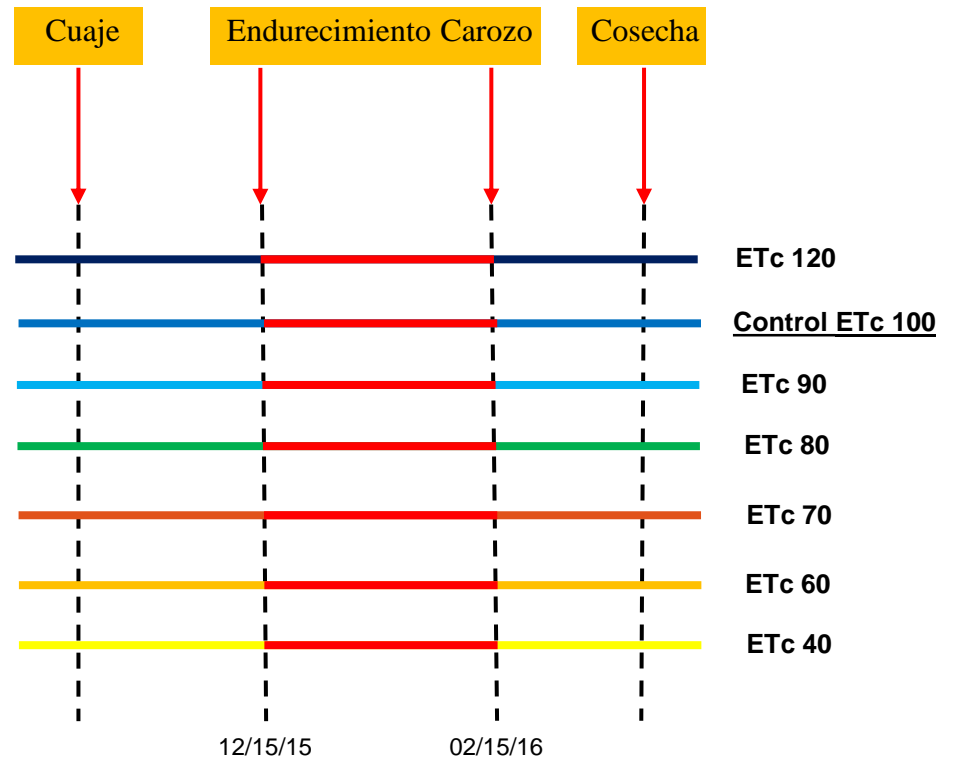 Cuaje
Endurecimiento Carozo
Cosecha
ETc 120
Control ETc 100
ETc 90
ETc 80
ETc 70
ETc 60
ETc 40
12/15/15
02/15/16